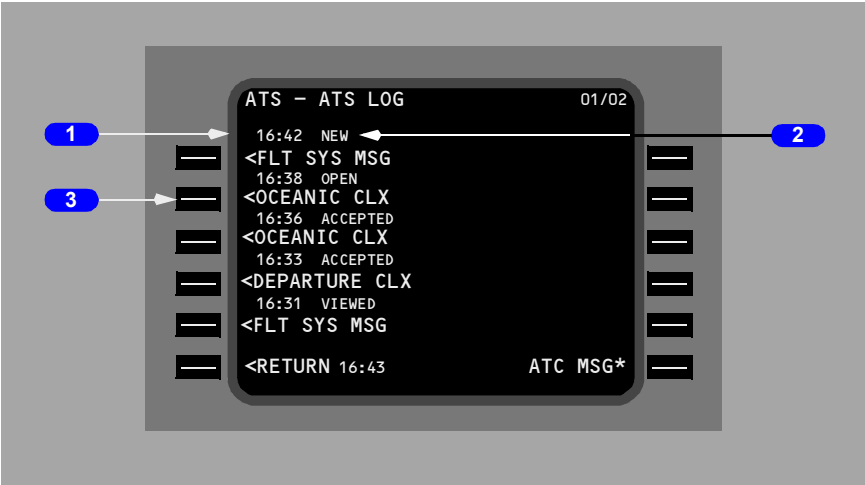 ATS – ATS LOG 01/02
16:42 NEW
1
2
<FLT SYS MSG
16:38 OPEN
3
<OCEANIC CLX
16:36 ACCEPTED
<OCEANIC CLX
16:33 ACCEPTED
<DEPARTURE CLX
16:31 VIEWED
<FLT SYS MSG
<RETURN 16:43 ATC MSG*